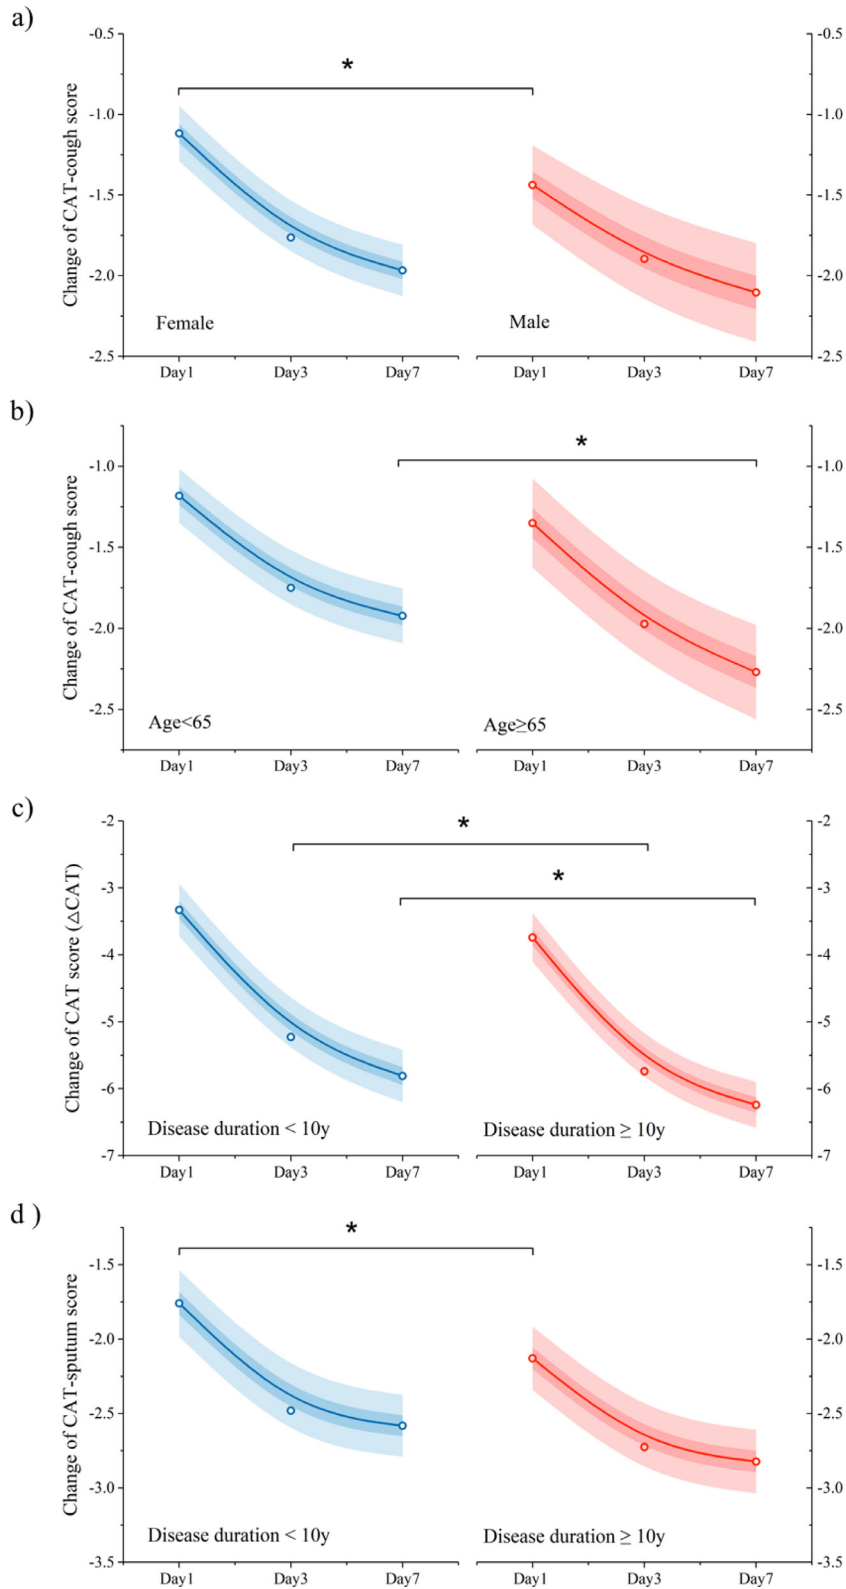 a)
-0.5 -0.5
*
-1.0 -1.0
Change of CAT-cough score
-1.5 -1.5
-2.0 -2.0
Female Male
-2.5 -2.5
Day1 Day3 Day7 Day1 Day3 Day7
b)
*
-1.0 -1.0
Change of CAT-cough score
-1.5 -1.5
-2.0 -2.0
-2.5 -2.5
Age<65 Age≥65
Day1 Day3 Day7 Day1 Day3 Day7
c)
-2 -2
*
-3 -3
*
Change of CAT score (△CAT)
-4 -4
-5 -5
-6 -6
Disease duration < 10y Disease duration ≥ 10y
-7 -7
Day1 Day3 Day7 Day1 Day3 Day7
d )
*
-1.5 -1.5
Change of CAT-sputum score
-2.0 -2.0
-2.5 -2.5
-3.0 -3.0
Disease duration < 10y Disease duration ≥ 10y
-3.5 -3.5
Day1 Day3 Day7 Day1 Day3 Day7